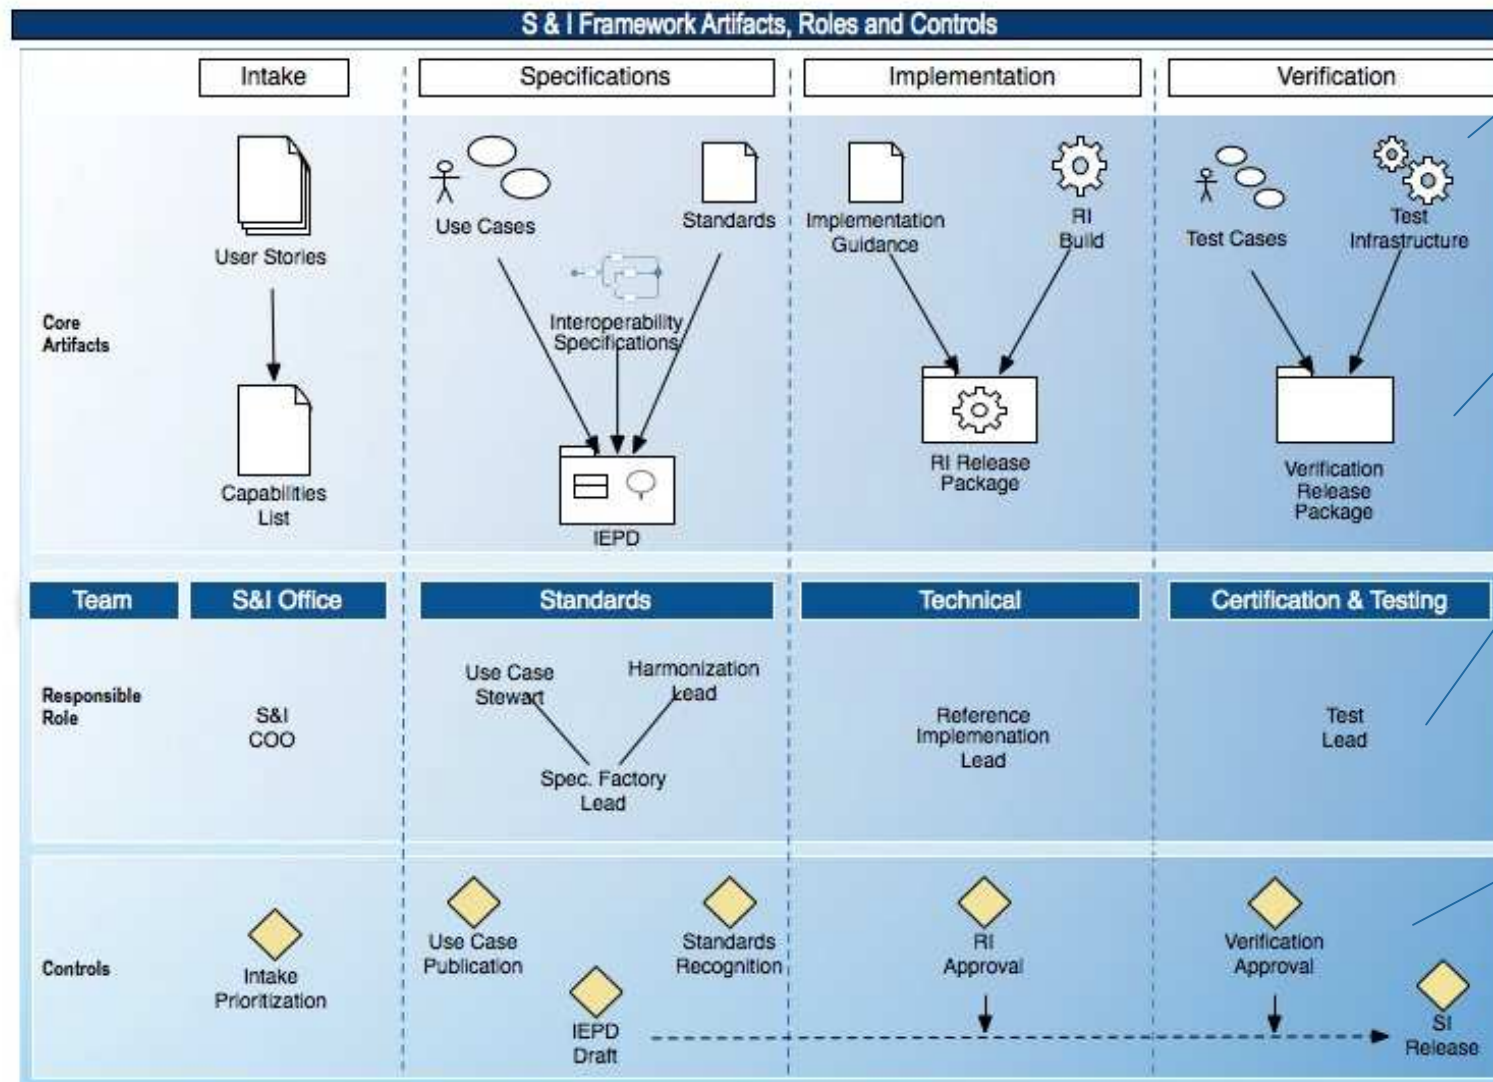 S & I Framework Artifacts, Roles and Controls
Intake
Specifications
Implementation
Verification
Core
Artifacts
User Stories
Capabilities
List
Use Cases
Standards
Interoperability
Specifications
IEPD
Implementation
Guidance
RI
Build
RI Release
Package
Test Cases
Test
Infrastructure
Verification
Release
Package
Team
S&I Office
Standards
Technical
Certification & Testing
Responsible
Role
S&I
COO
Use Case
Stewart
Harmonization
Lead
Spec. Factory
Lead
Reference
Implemenation
Lead
Test
Lead
Controls
Intake
Prioritization
Use Case
Publication
IEPD
Draft
Standards
Recognition
RI
Approval
Verification
Approval
SI
Release